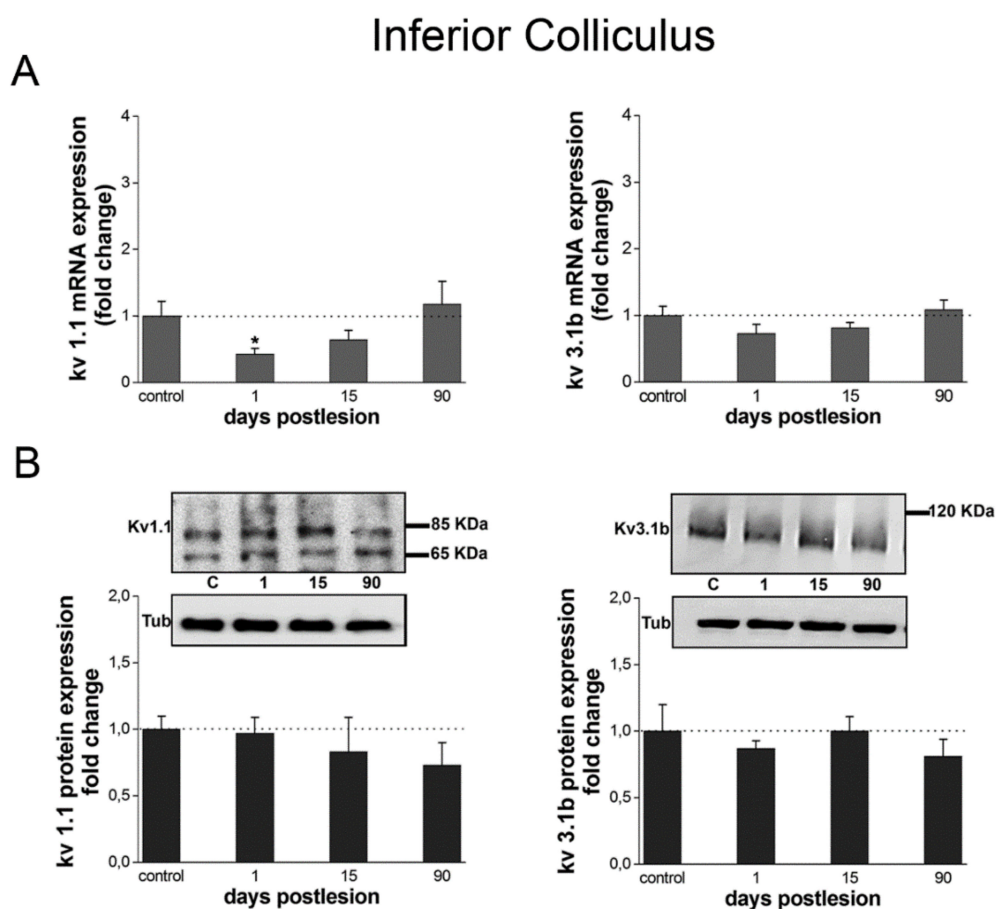 Inferior Colliculus
A
kv 1.1 mRNA expression
(fold change)
4
3
2
1
0
*
control 1 15 90
days postlesion
kv 3.1b mRNA expression
(fold change)
4
3
2
1
0
control 1 15 90
days postlesion
B
Kv1.1
85 KDa
65 KDa
C 1 15 90
Tub
kv 1.1 protein expression
fold change
2,0
1,5
1,0
0,5
0,0
control 1 15 90
days postlesion
Kv3.1b
120 KDa
C 1 15 90
Tub
kv 3.1b protein expression
fold change
2,0
1,5
1,0
0,5
0,0
control 1 15 90
days postlesion